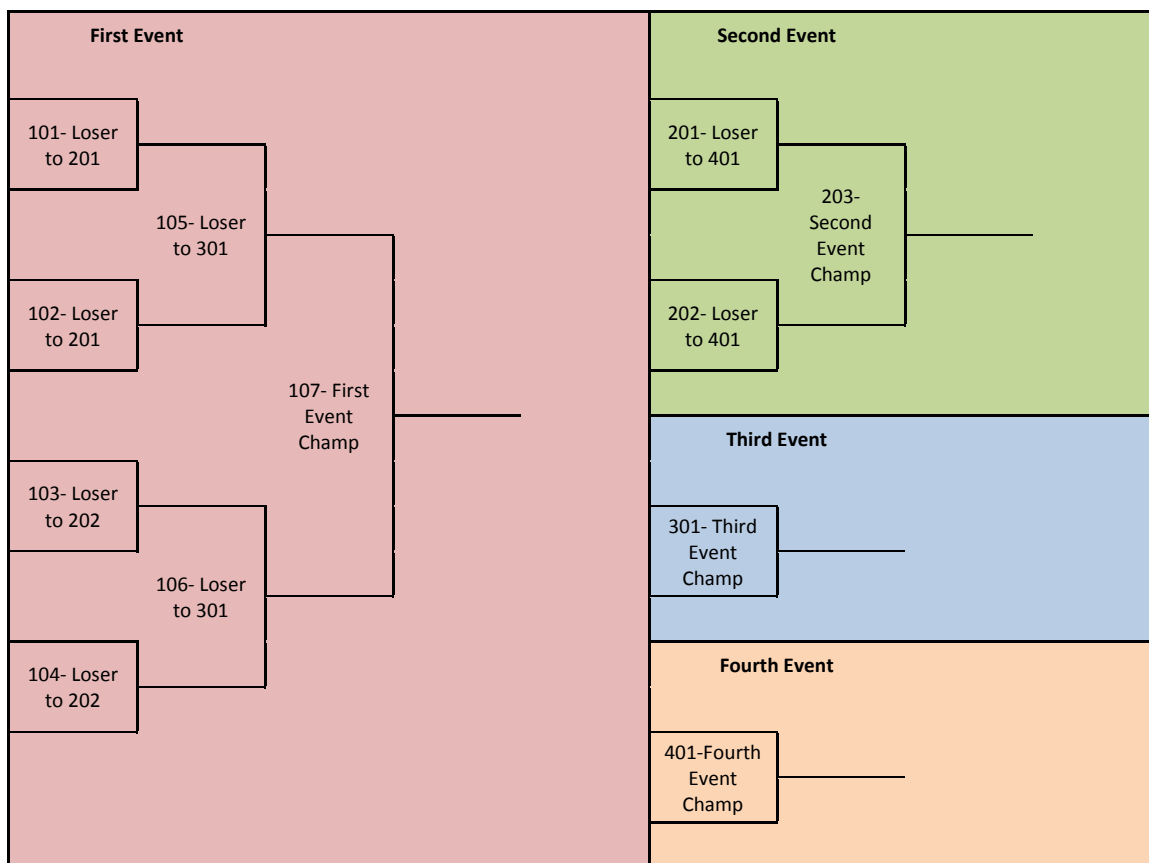 First Event
101- Loser
to 201
105- Loser
to 301
102- Loser
to 201
107- First
Event
Champ
103- Loser
to 202
106- Loser
to 301
104- Loser
to 202
Second Event
201- Loser
to 401
203-
Second
Event
Champ
202- Loser
to 401
Third Event
301- Third
Event
Champ
Fourth Event
401-Fourth
Event
Champ